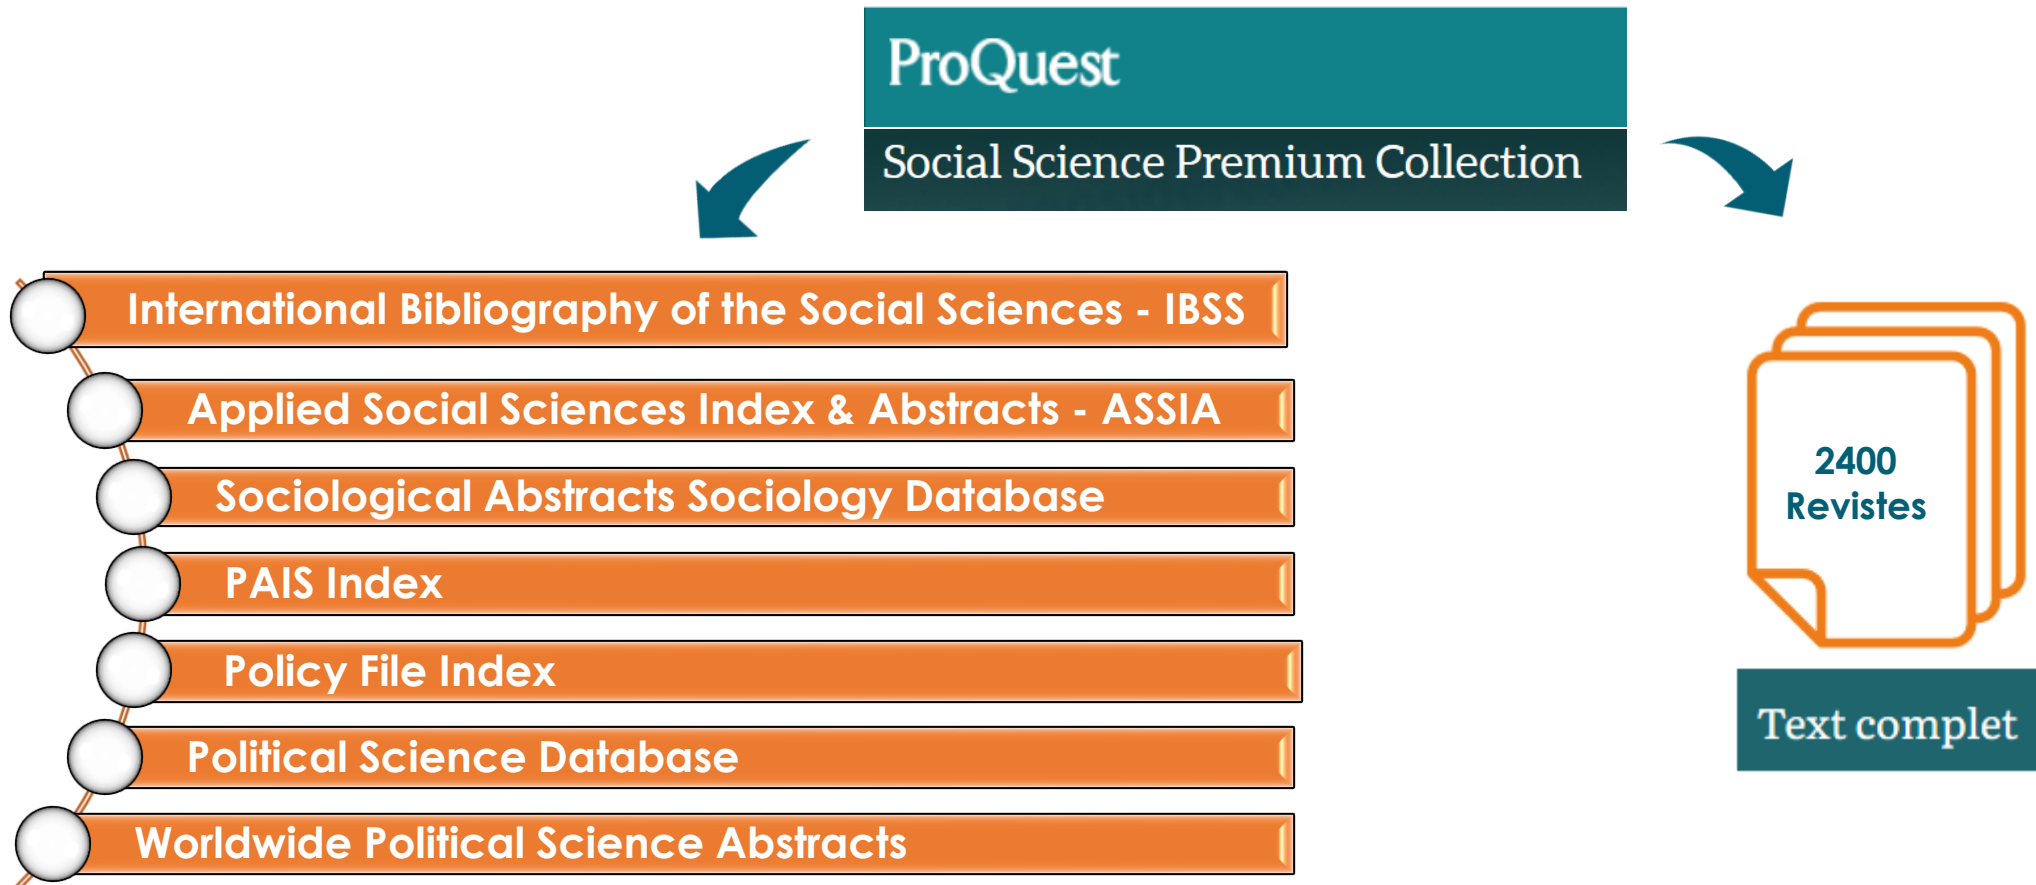 ProQuest
Social Science Premium Collection
International Bibliography of the Social Sciences - IBSS
Applied Social Sciences Index & Abstracts - ASSIA
Sociological Abstracts Sociology Database
PAIS Index
Policy File Index
Political Science Database
Worldwide Political Science Abstracts
2400
Revistes
Text complet